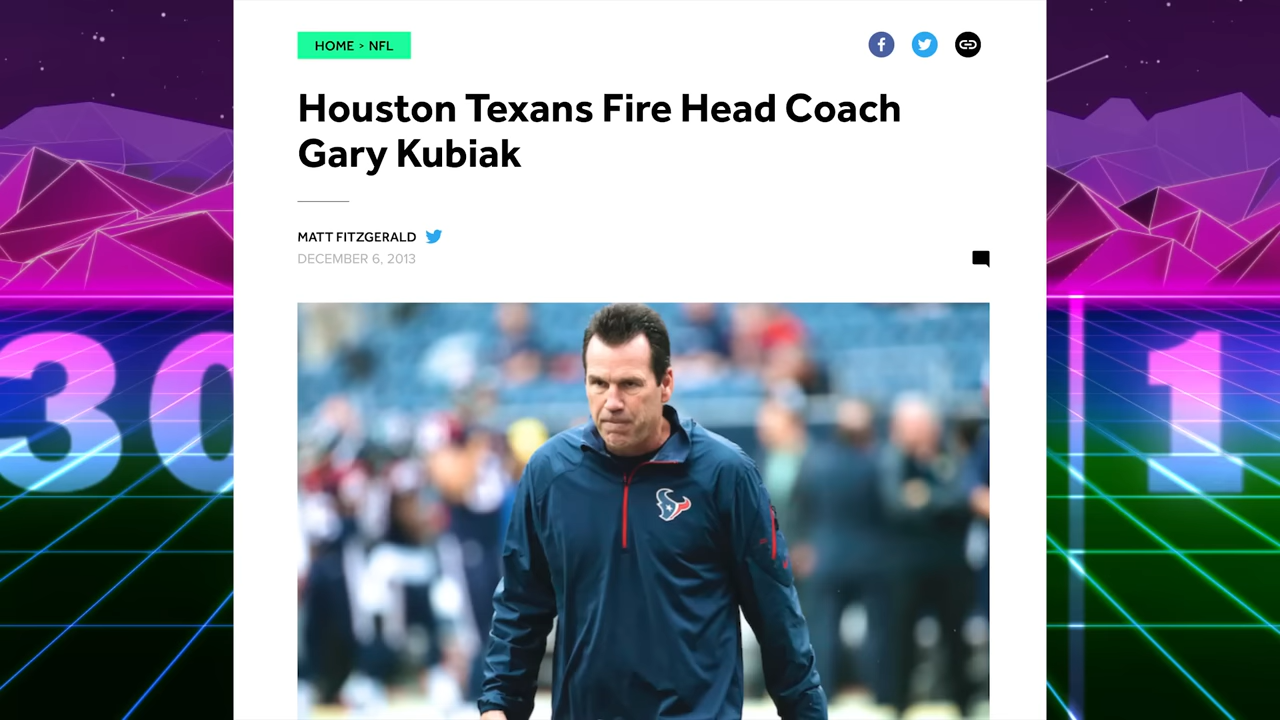 HOME > NFL
Houston Texans Fire Head Coach
Gary Kubiak
MATT FITZGERALD
DECEMBER 6, 2013
30
1